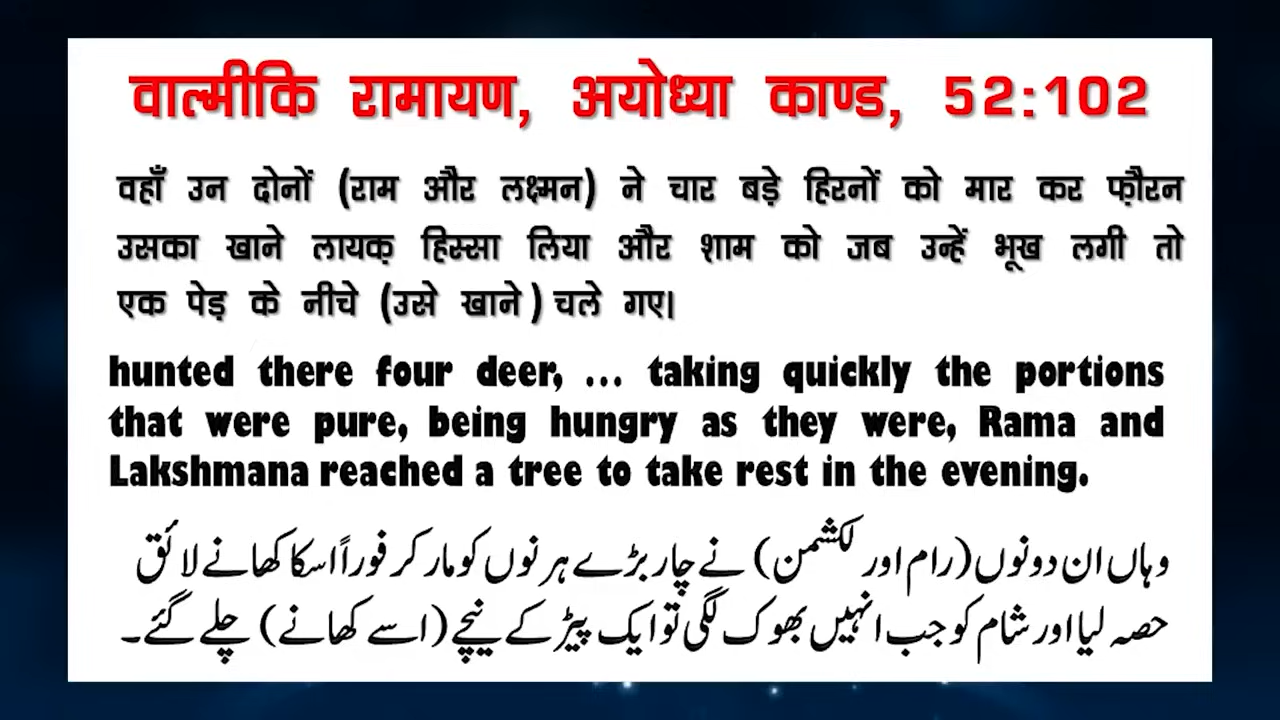 वाल्मीकि रामायण, अयोध्या काण्ड, 52:102
वहाँ उन दोनों (राम और लक्ष्मन) ने चार बड़े हिरनों को मार कर फ़ौरन
उसका खाने लायक़ हिस्सा लिया और शाम को जब उन्हें भूख लगी तो
एक पेड़ के नीचे (उसे खाने) चले गए।
hunted there four deer, ... taking quickly the portions
that were pure, being hungry as they were, Rama and
Lakshmana reached a tree to take rest in the evening.
وہاں ان دونوں (رام اور لکشمن) نے چار بڑے ہرنوں کو مار کر فوراً اسکا کھانے لائق
حصہ لیا اور شام کو جب انہیں بھوک لگی تو ایک پیڑ کے نیچے (اسے کھانے) چلے گئے۔